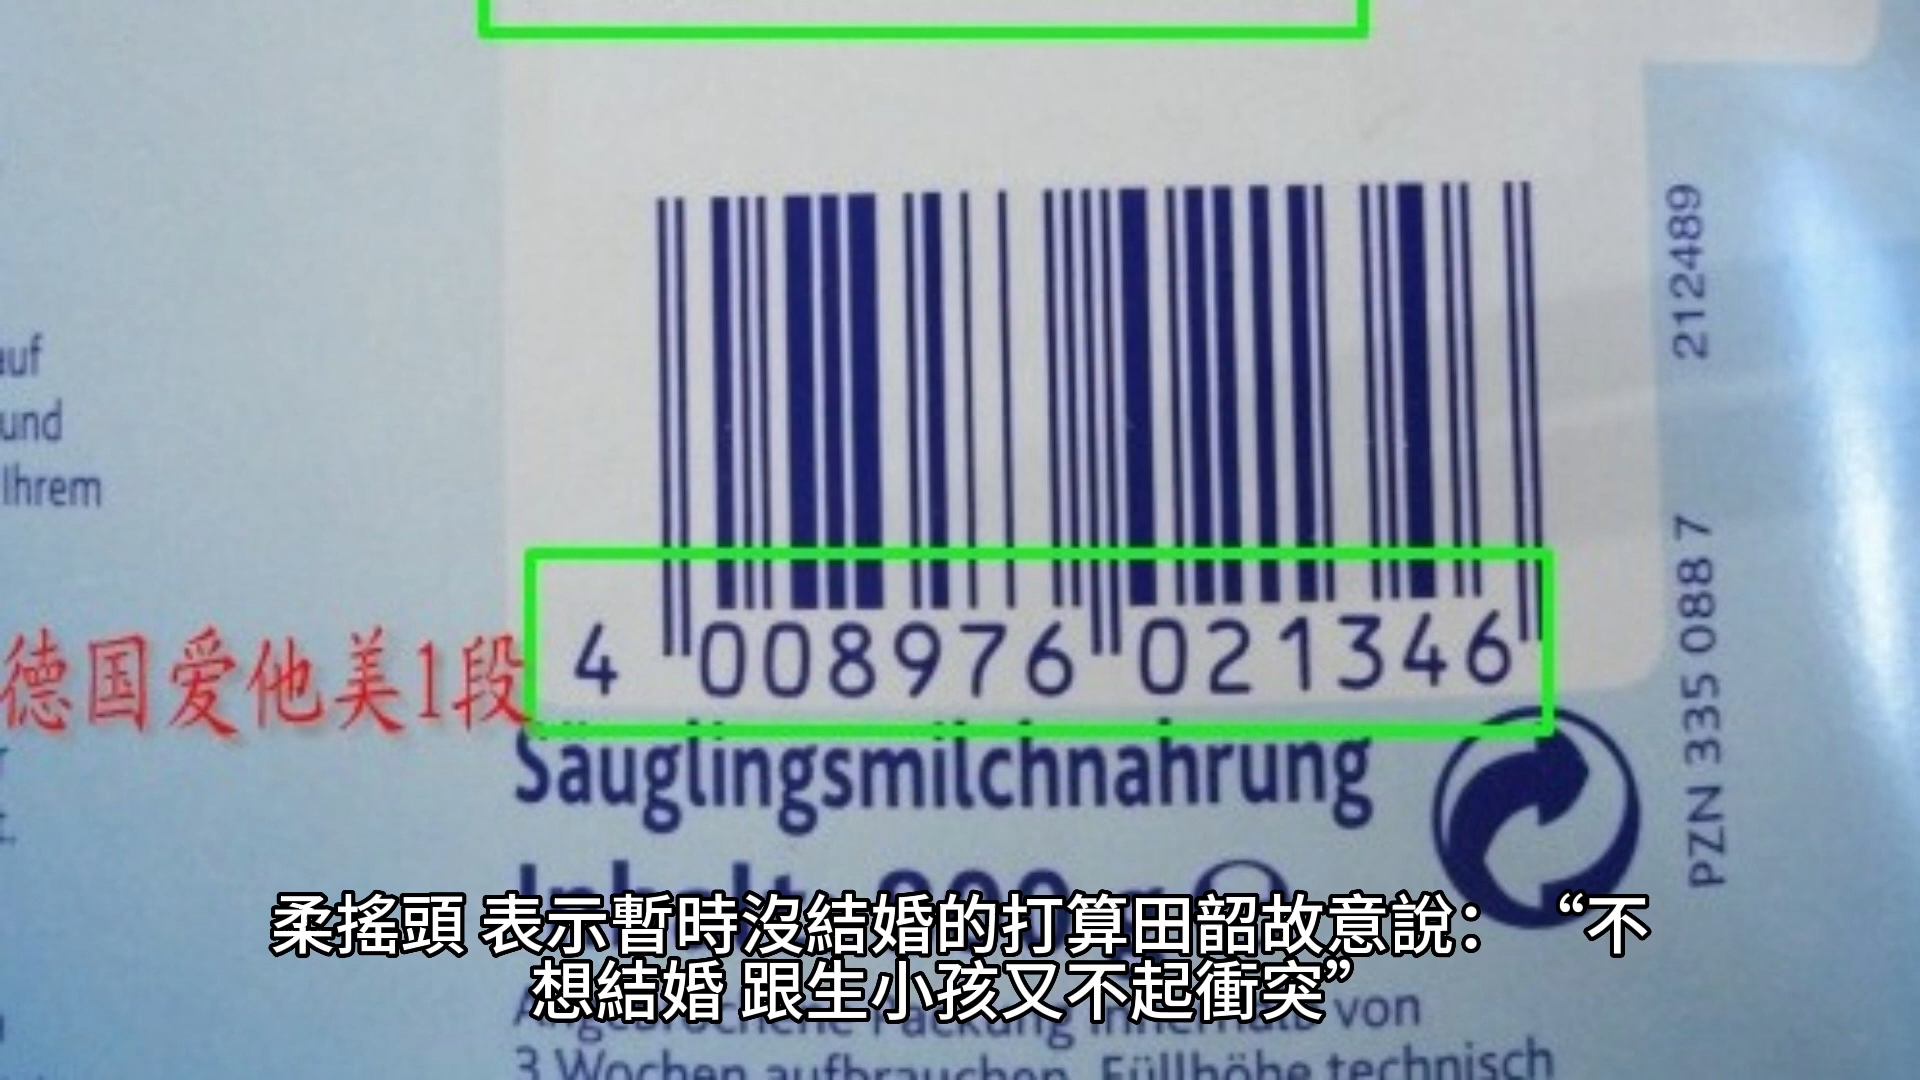 auf
und
Ihrem
212489
PZN 335 088 7
4 008976 021346
德国爱他美1段
Säuglingsmilchnahrung
柔搖頭 表示暫時沒結婚的打算田韶故意說：“不
想結婚 跟生小孩又不起衝突”
von
3 Wochen aufbrauchen. Füllhöhe technisch